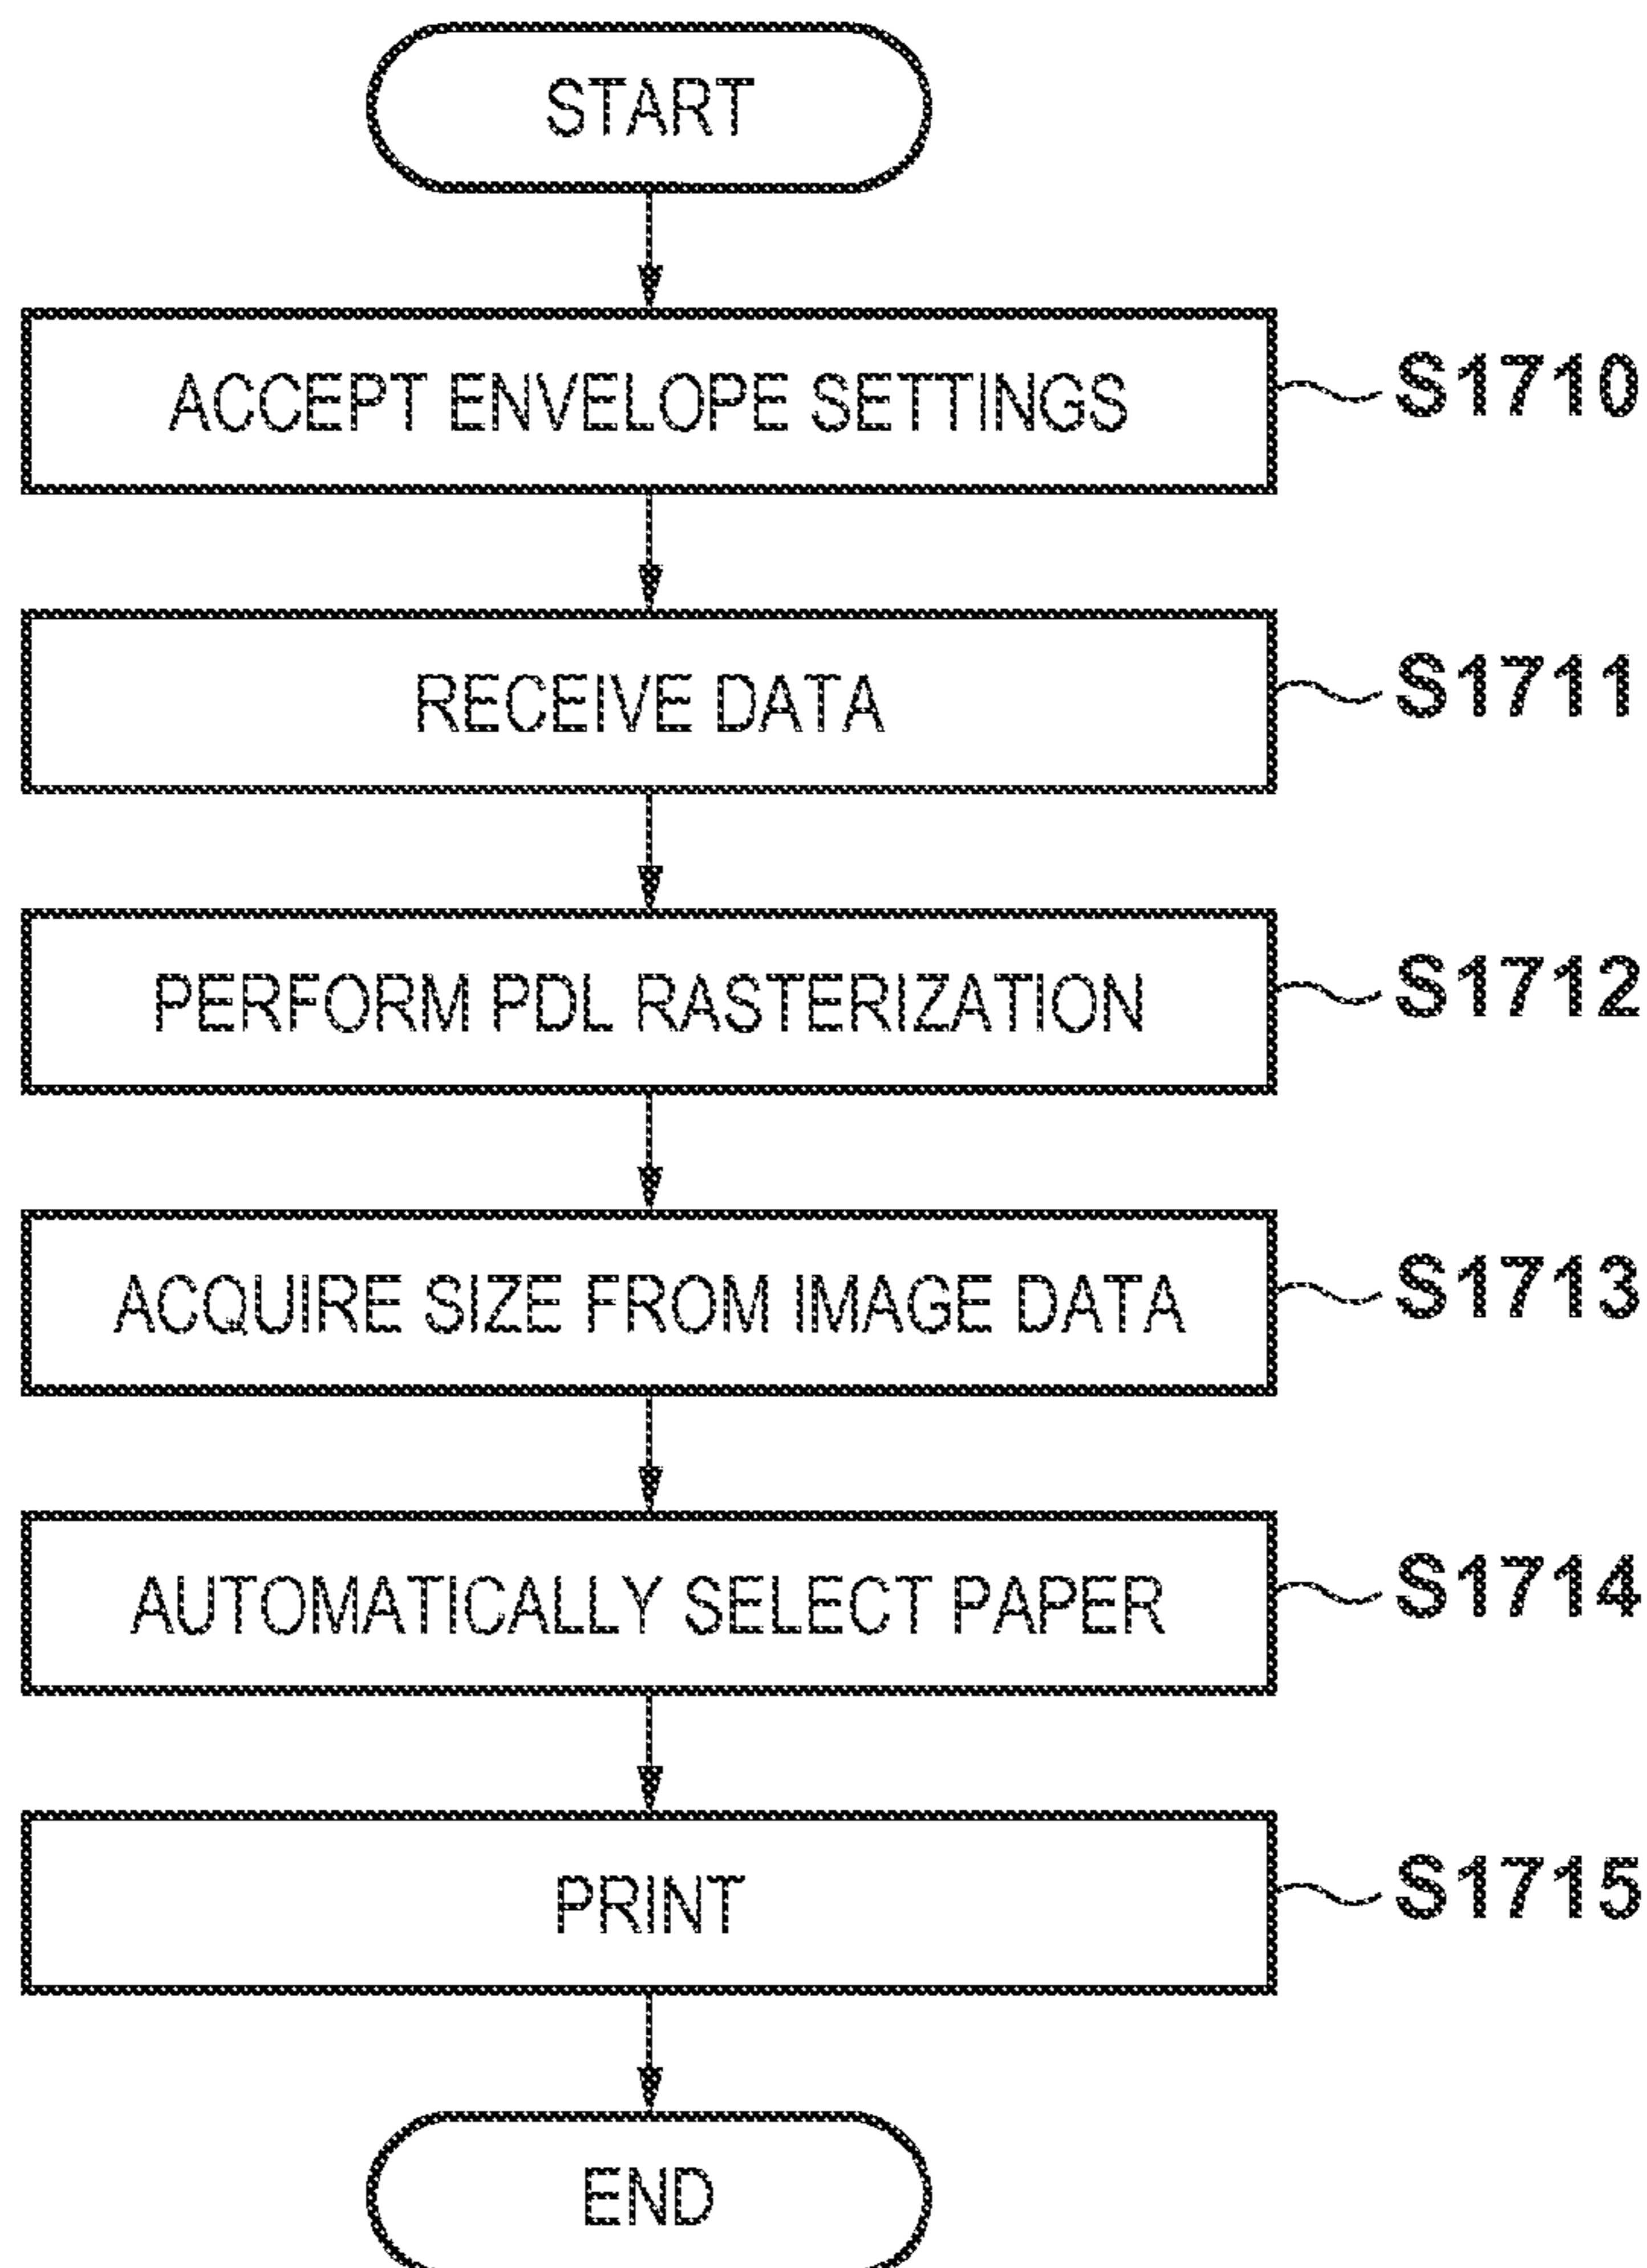 START
ACCEPT ENVELOPE SETTINGS S1710
RECEIVE DATA S1711
PERFORM PDL RASTERIZATION S1712
ACQUIRE SIZE FROM IMAGE DATA S1713
AUTOMATICALLY SELECT PAPER S1714
PRINT S1715
END